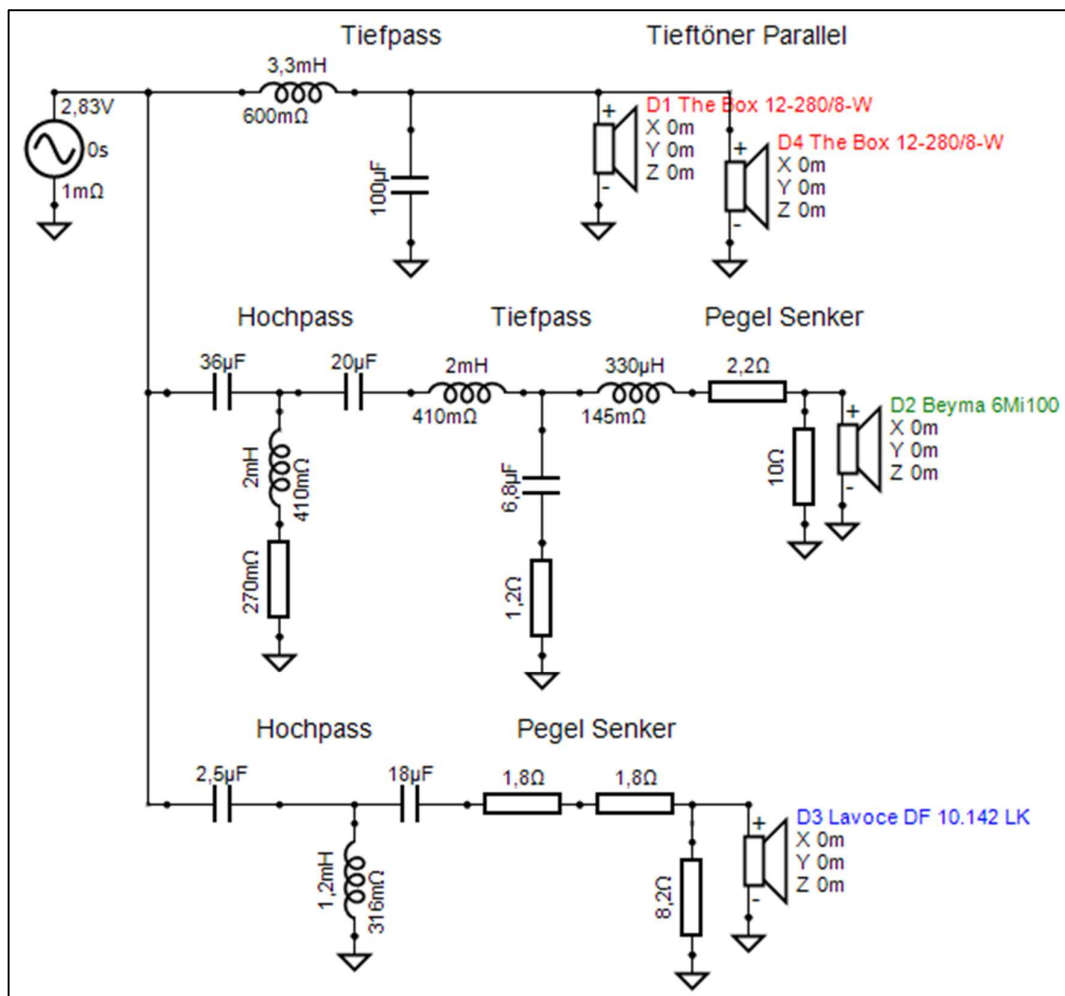 Tiefpass
Tieftöner Parallel
3,3mH
600mΩ
2,83V
0s
1mΩ
100µF
+
-
D1 The Box 12-280/8-W
X 0m
Y 0m
Z 0m
+
-
D4 The Box 12-280/8-W
X 0m
Y 0m
Z 0m
Hochpass
Tiefpass
Pegel Senker
36µF
20µF
2mH
410mΩ
330µH
145mΩ
2,2Ω
2mH
410mΩ
270mΩ
6,8µF
1,2Ω
10Ω
+
-
D2 Beyma 6Mi100
X 0m
Y 0m
Z 0m
Hochpass
Pegel Senker
2,5µF
18µF
1,8Ω
1,8Ω
1,2mH
316mΩ
8,2Ω
+
-
D3 Lavoce DF 10.142 LK
X 0m
Y 0m
Z 0m